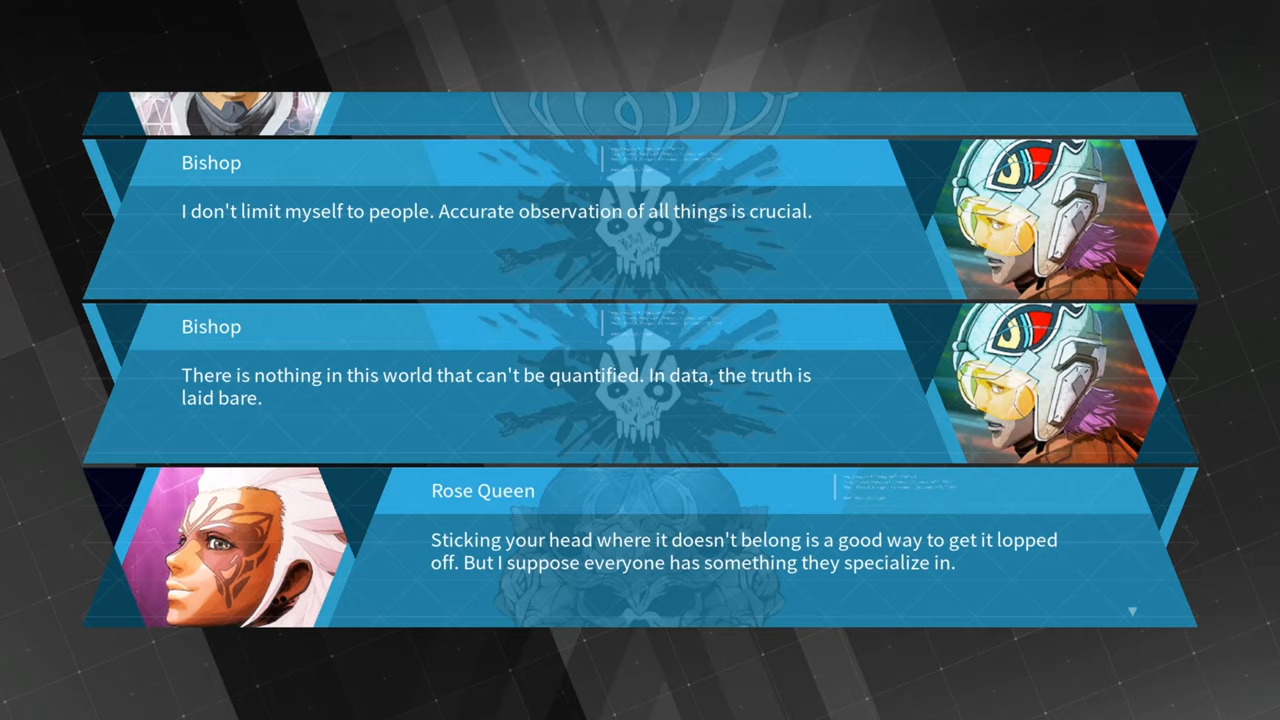 Bishop
I don't limit myself to people. Accurate observation of all things is crucial.
Bishop
There is nothing in this world that can't be quantified. In data, the truth is
laid bare.
Rose Queen
Sticking your head where it doesn't belong is a good way to get it lopped
off. But I suppose everyone has something they specialize in.